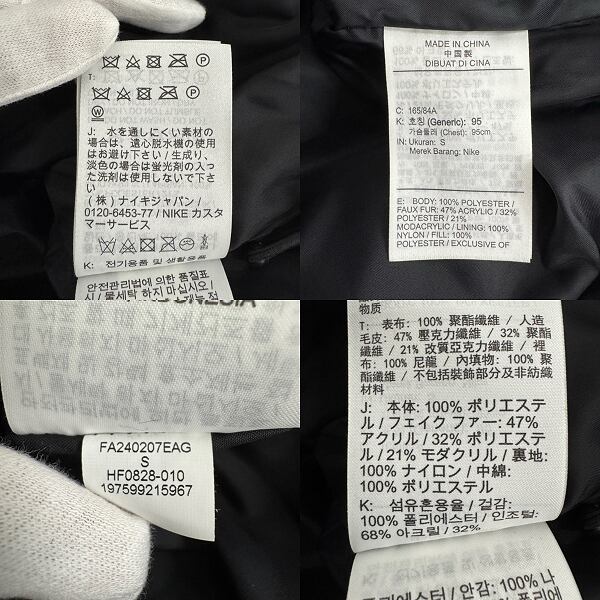 T:
J: 水を通しにくい素材の
場合は、遠心脱水機の使用
はお避け下さい / 生成り、
淡色の場合は蛍光剤の入っ
た洗剤は使用しないで下さ
い
(株) ナイキジャパン /
0120-6453-77 / NIKE カスタ
マーサービス
K: 전기용품 및 생활용품
안전관리법에 의한 품질표
MADE IN CHINA
中国製
DIBUAT DI CINA
C: 165/84A
K: 호칭 (Generic): 95
가슴둘레 (Chest): 95cm
IN: Ukuran: S
Merek Barang: Nike
E: BODY: 100% POLYESTER /
FAUX FUR: 47% ACRYLIC / 32%
POLYESTER / 21%
MODACRYLIC / LINING: 100%
NYLON / FILL: 100%
POLYESTER / EXCLUSIVE OF
FA240207EAG
S
HF0828-010
197599215967
物质
T: 表布: 100% 聚酯纖維 / 人造
毛皮: 47% 壓克力纖維 / 32% 聚酯
纖維 / 21% 改質亞克力纖維 / 裡
布: 100% 尼龍 / 內填物: 100% 聚
酯纖維 / 不包括裝飾部分及非紡織
材料
J: 本体: 100% ポリエステ
ル / フェイク ファー: 47%
アクリル / 32% ポリエステ
ル / 21% モダクリル / 裏地:
100% ナイロン / 中綿:
100% ポリエステル
K: 섬유혼용율 / 겉감:
100% 폴리에스터 / 인조털:
68% 아크릴 / 32%
폴리에스터 / 안감: 100% 나